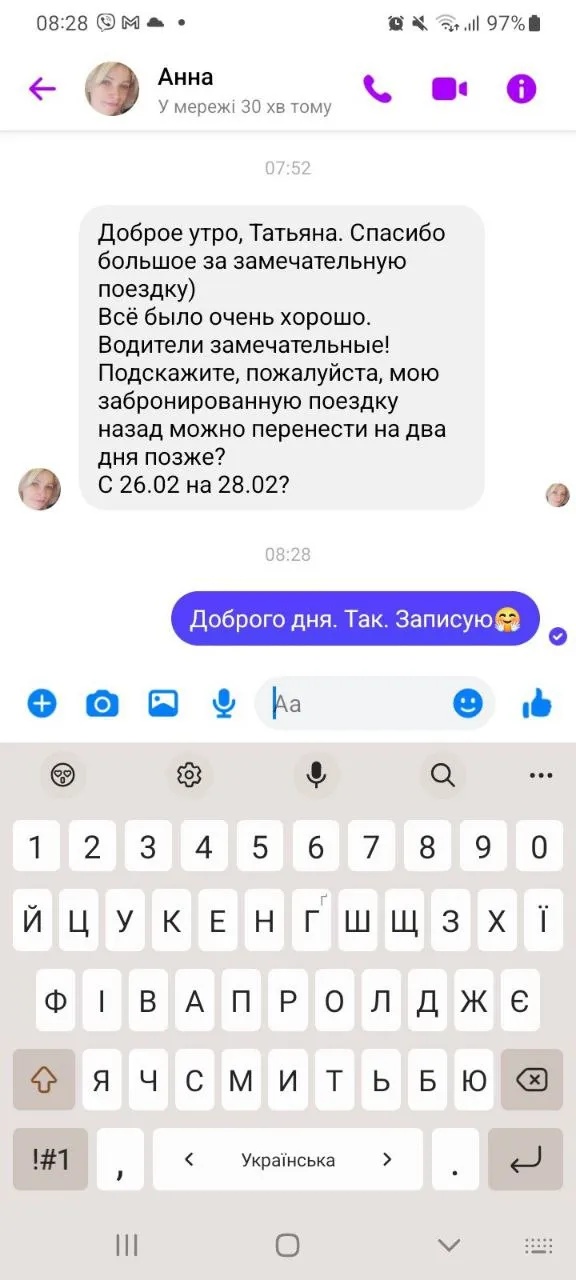 08:28
97%
Анна
У мережі 30 хв тому
07:52
Доброе утро, Татьяна. Спасибо
большое за замечательную
поездку)
Всё было очень хорошо.
Водители замечательные!
Подскажите, пожалуйста, мою
забронированную поездку
назад можно перенести на два
дня позже?
С 26.02 на 28.02?
08:28
Доброго дня. Так. Записую🤗
Aa
1 2 3 4 5 6 7 8 9 0
Й Ц У К Е Н Г ґ Ш Щ З Х Ї
Ф І В А П Р О Л Д Ж Є
Я Ч С М И Т Ь Б Ю
!#1 , < Українська > .